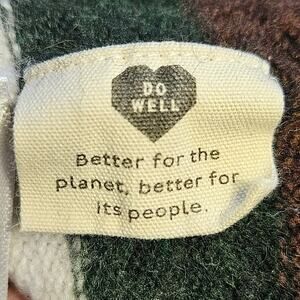 DO
WELL
Better for the
planet, better for
its people.